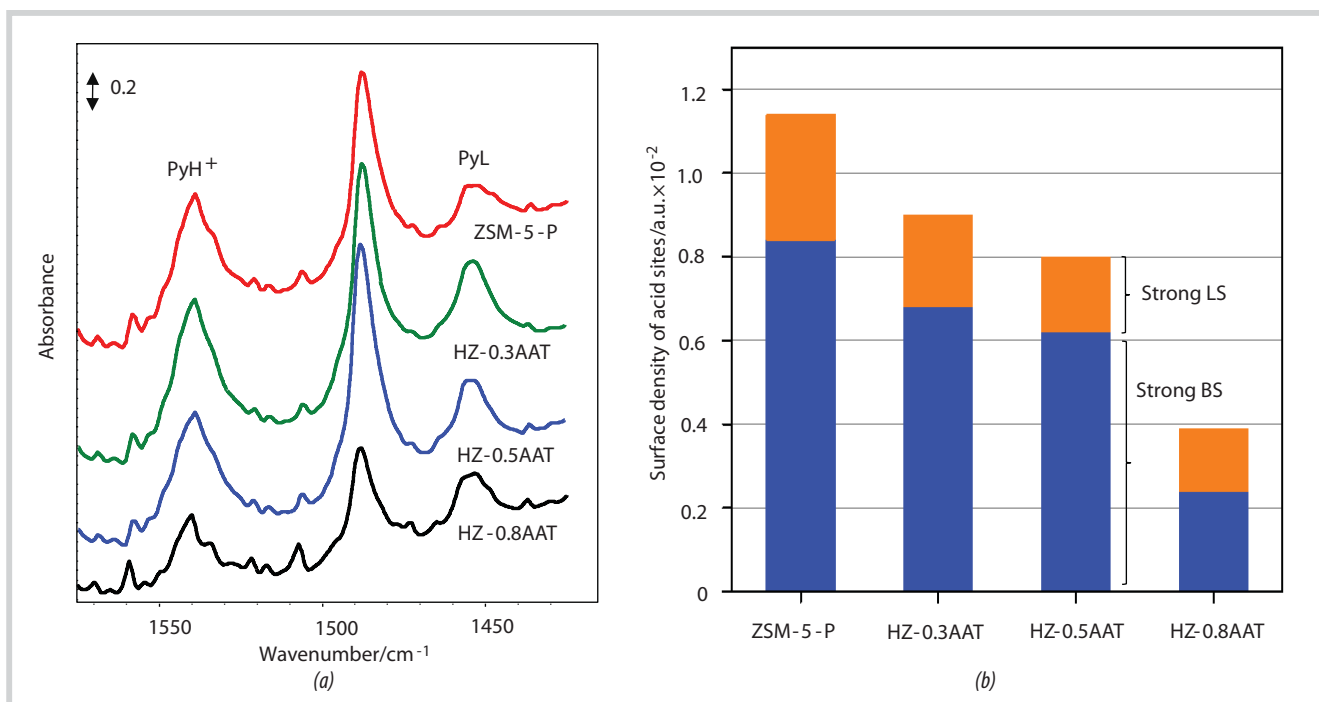 0.2
PyH+
PyL
ZSM-5-P
HZ-0.3AAT
HZ-0.5AAT
HZ-0.8AAT
Absorbance
1550
1500
1450
Wavenumber/cm-1
(a)
Surface density of acid sites/a.u.×10-2
1.2
1.0
0.8
0.6
0.4
0.2
0
Strong LS
Strong BS
ZSM-5-P
HZ-0.3AAT
HZ-0.5AAT
HZ-0.8AAT
(b)